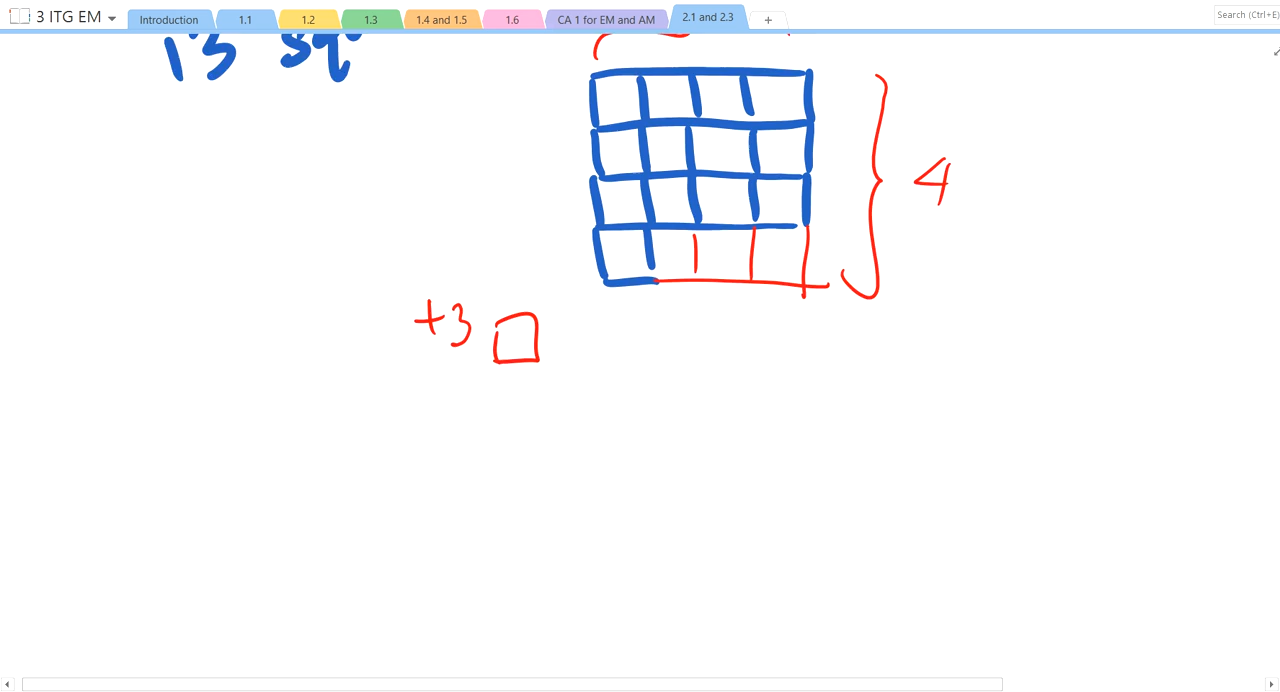 3 ITG EM
Introduction 1.1 1.2 1.3 1.4 and 1.5 1.6 CA 1 for EM and AM 2.1 and 2.3 +
Search (Ctrl+E)
13 sq
4
+3